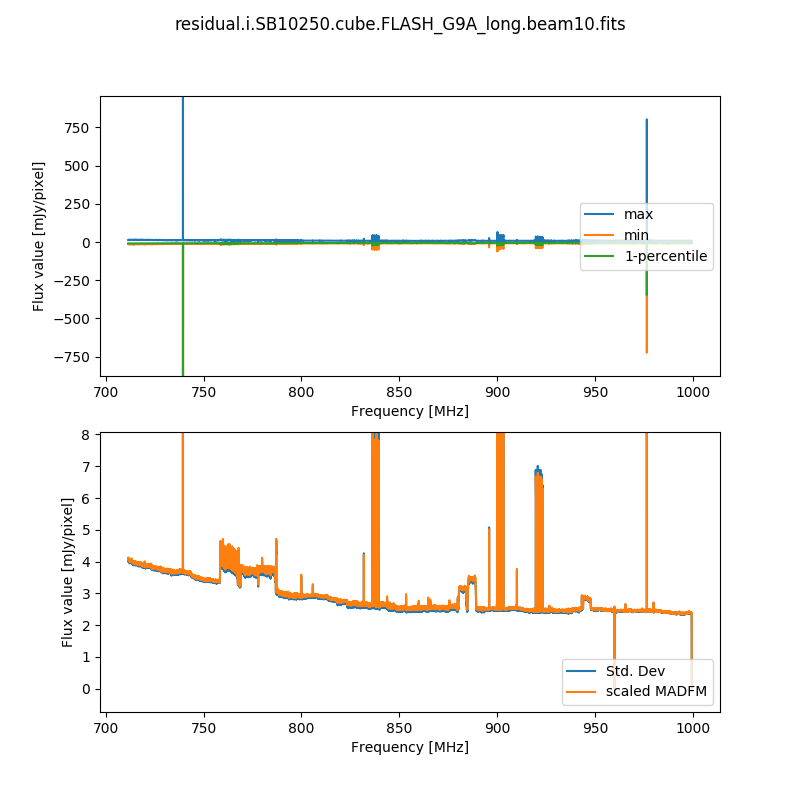 residual.i.SB10250.cube.FLASH_G9A_long.beam10.fits
Flux value [mJy/pixel]
750
500
250
0
−250
−500
−750
max
min
1-percentile
700 750 800 850 900 950 1000
Frequency [MHz]
Flux value [mJy/pixel]
8
7
6
5
4
3
2
1
0
Std. Dev
scaled MADFM
700 750 800 850 900 950 1000
Frequency [MHz]